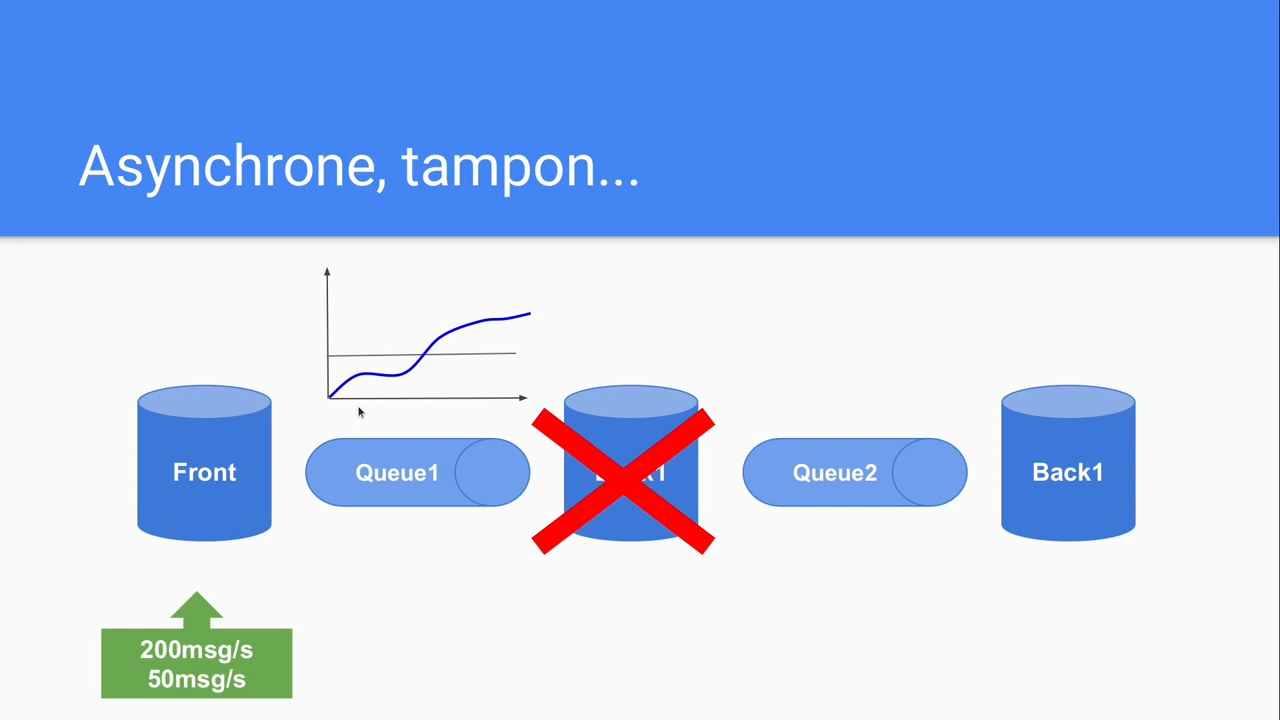 Asynchrone, tampon...
Front
Queue1
Queue2
Back1
200msg/s
50msg/s